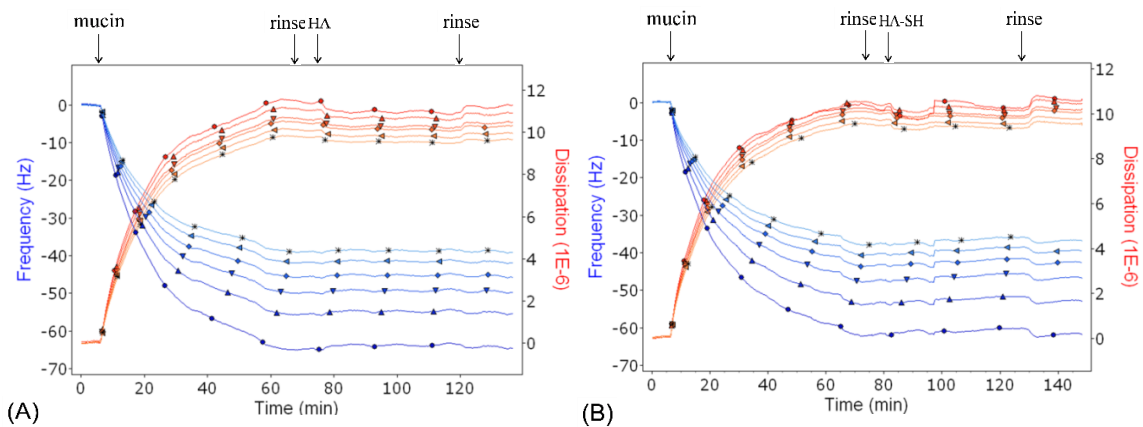 mucin rinse HA rinse
0
-10
-20
-30
-40
-50
-60
-70
Frequency (Hz)
0 20 40 60 80 100 120
Time (min)
12
10
8
6
4
2
0
Dissipation (1E-6)
(A)
mucin rinse HA-SH rinse
10
0
-10
-20
-30
-40
-50
-60
-70
Frequency (Hz)
0 20 40 60 80 100 120 140
Time (min)
12
10
8
6
4
2
0
Dissipation (1E-6)
(B)